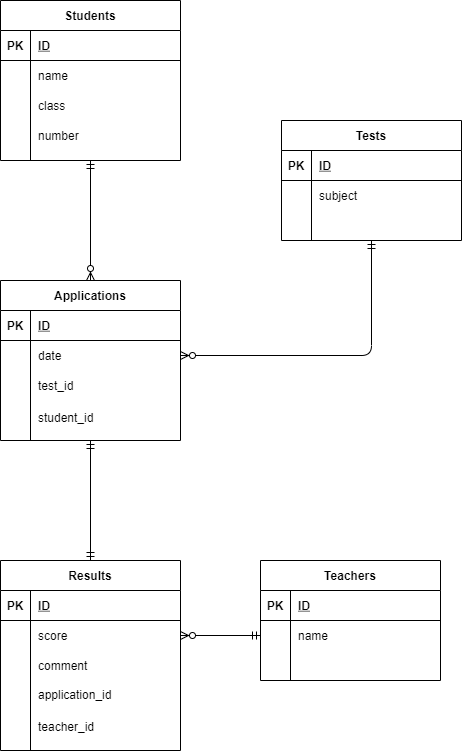 Students
PK ID
name
class
number
Tests
PK ID
subject
Applications
PK ID
date
test_id
student_id
Results
PK ID
score
comment
application_id
teacher_id
Teachers
PK ID
name